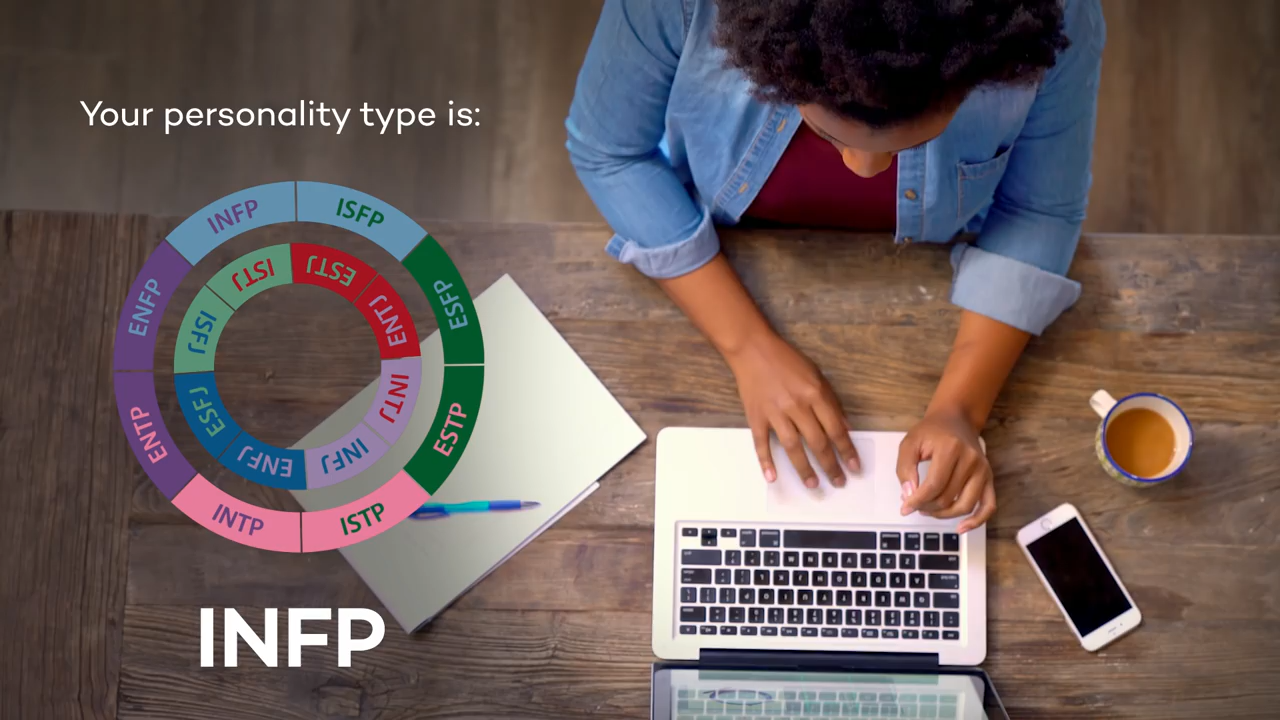 Your personality type is:
INFP
ISFP
ESFP
ESTP
ISTP
INTP
ENTP
ENFP
ESTJ
ENTJ
INTJ
INFJ
ENFJ
ESFJ
ISFJ
ISTJ
INFP